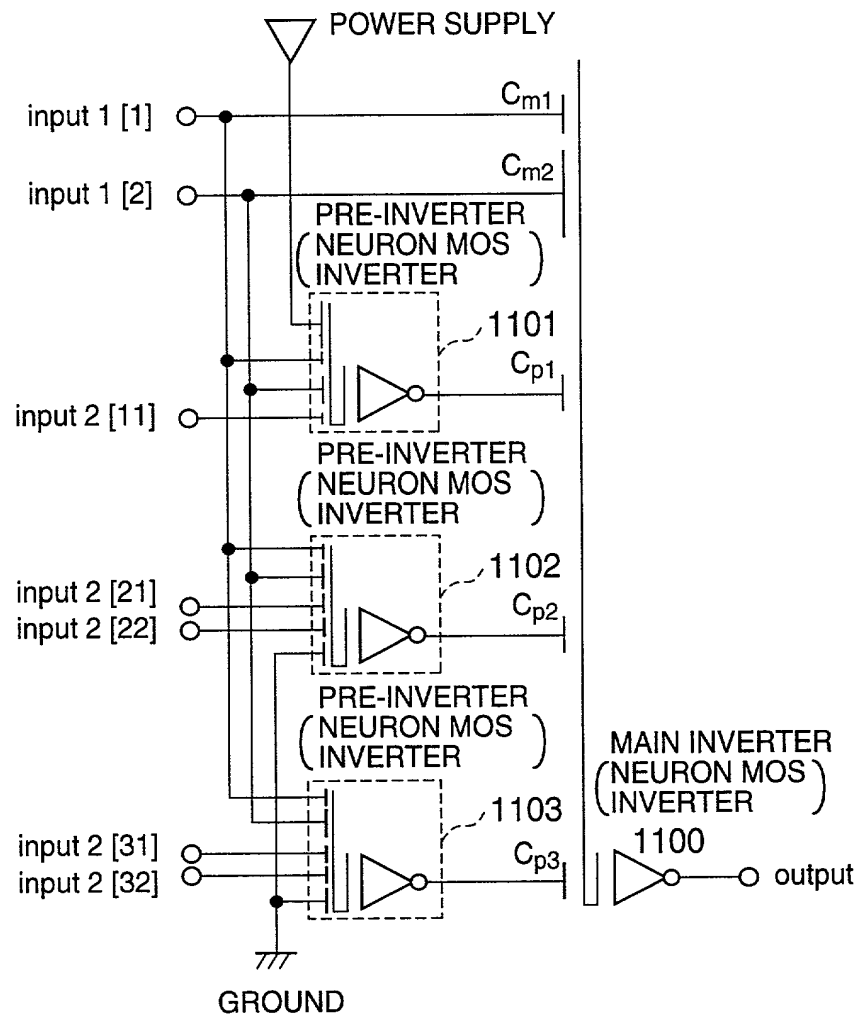 POWER SUPPLY
input 1 [1]
Cm1
input 1 [2]
Cm2
PRE-INVERTER
(NEURON MOS
INVERTER)
1101
Cp1
input 2 [11]
PRE-INVERTER
(NEURON MOS
INVERTER)
1102
input 2 [21]
Cp2
input 2 [22]
PRE-INVERTER
(NEURON MOS
INVERTER)
MAIN INVERTER
(NEURON MOS
INVERTER)
1103
1100
input 2 [31]
Cp3
input 2 [32]
output
GROUND